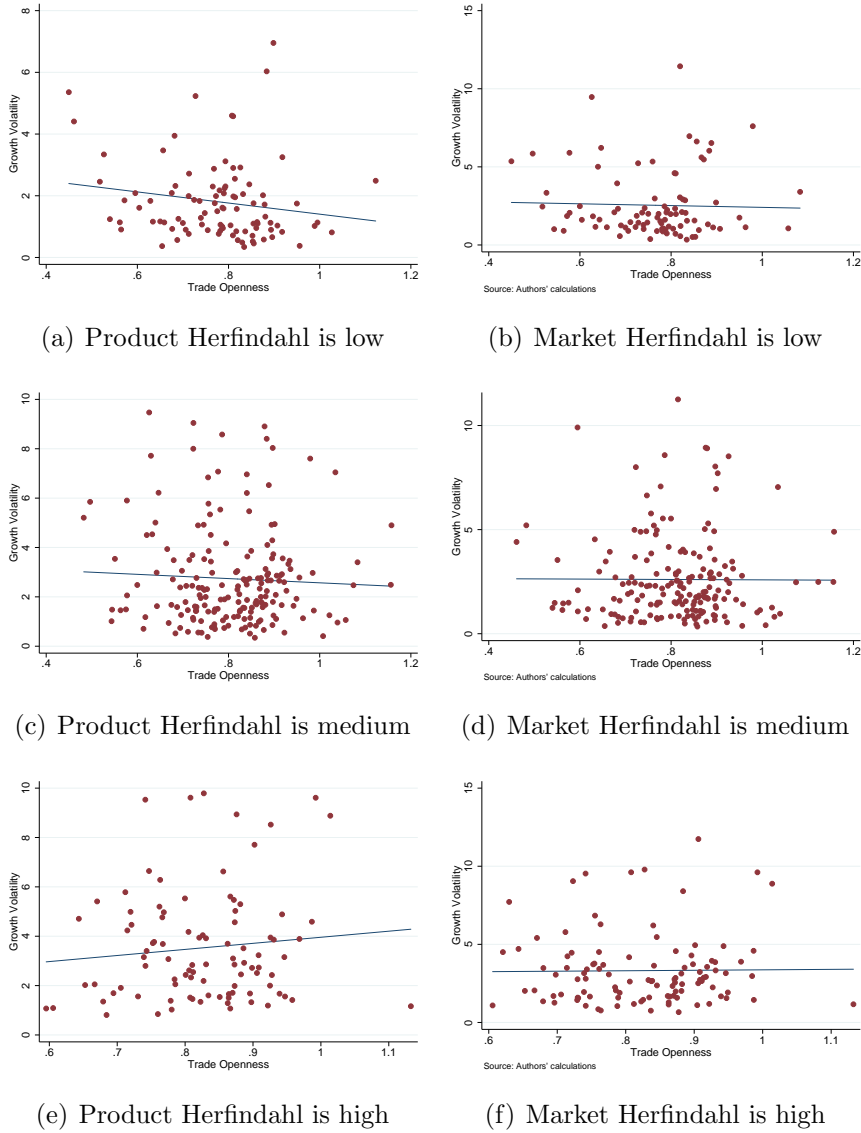 8
6
4
2
0
Growth Volatility
.4 .6 .8 1 1.2
Trade Openness
(a) Product Herfindahl is low
15
10
5
0
Growth Volatility
.4 .6 .8 1 1.2
Trade Openness
Source: Authors' calculations
(b) Market Herfindahl is low
10
8
6
4
2
0
Growth Volatility
.4 .6 .8 1 1.2
Trade Openness
(c) Product Herfindahl is medium
10
5
0
Growth Volatility
.4 .6 .8 1 1.2
Trade Openness
Source: Authors' calculations
(d) Market Herfindahl is medium
10
8
6
4
2
0
Growth Volatility
.6 .7 .8 .9 1 1.1
Trade Openness
(e) Product Herfindahl is high
15
10
5
0
Growth Volatility
.6 .7 .8 .9 1 1.1
Trade Openness
Source: Authors' calculations
(f) Market Herfindahl is high